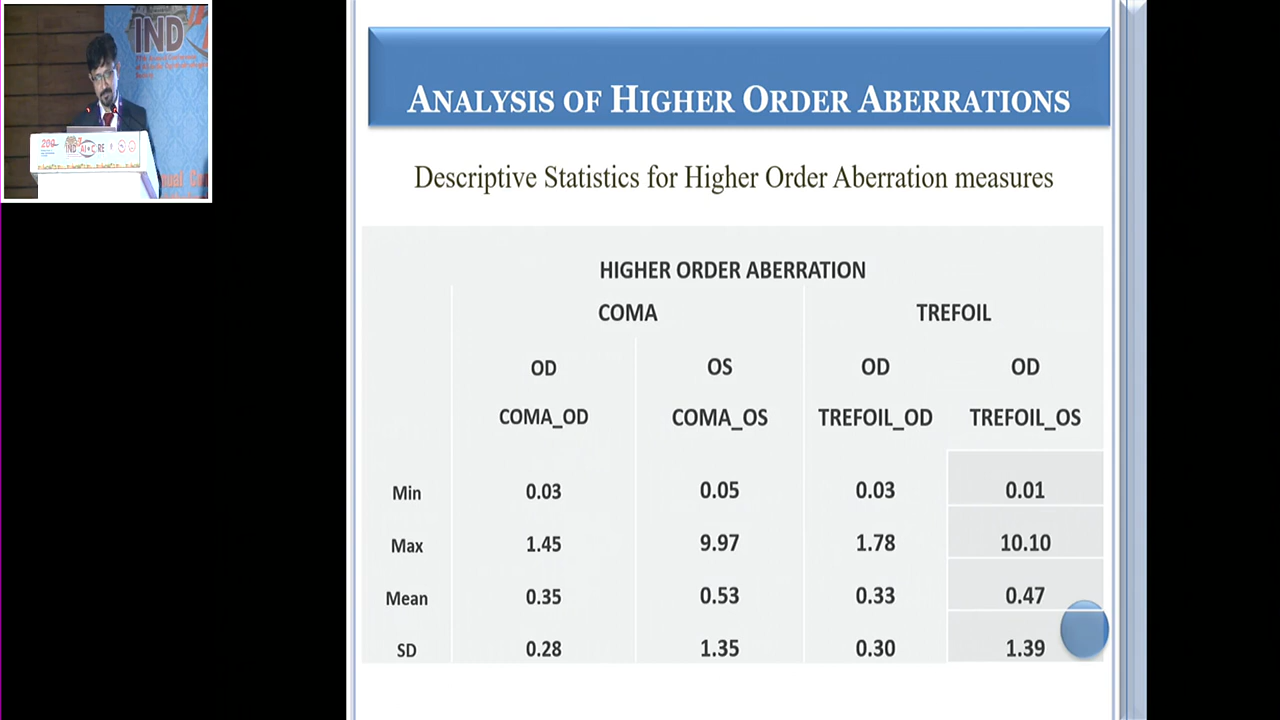 IND
ANALYSIS OF HIGHER ORDER ABERRATIONS
Descriptive Statistics for Higher Order Aberration measures
HIGHER ORDER ABERRATION
COMA TREFOIL
OD OS OD OD
COMA_OD COMA_OS TREFOIL_OD TREFOIL_OS
Min 0.03 0.05 0.03 0.01
Max 1.45 9.97 1.78 10.10
Mean 0.35 0.53 0.33 0.47
SD 0.28 1.35 0.30 1.39